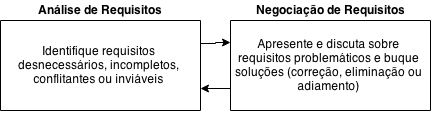 Análise de Requisitos
Identifique requisitos
desnecessários, incompletos,
conflitantes ou inviáveis
Negociação de Requisitos
Apresente e discuta sobre
requisitos problemáticos e buque
soluções (correção, eliminação ou
adiamento)